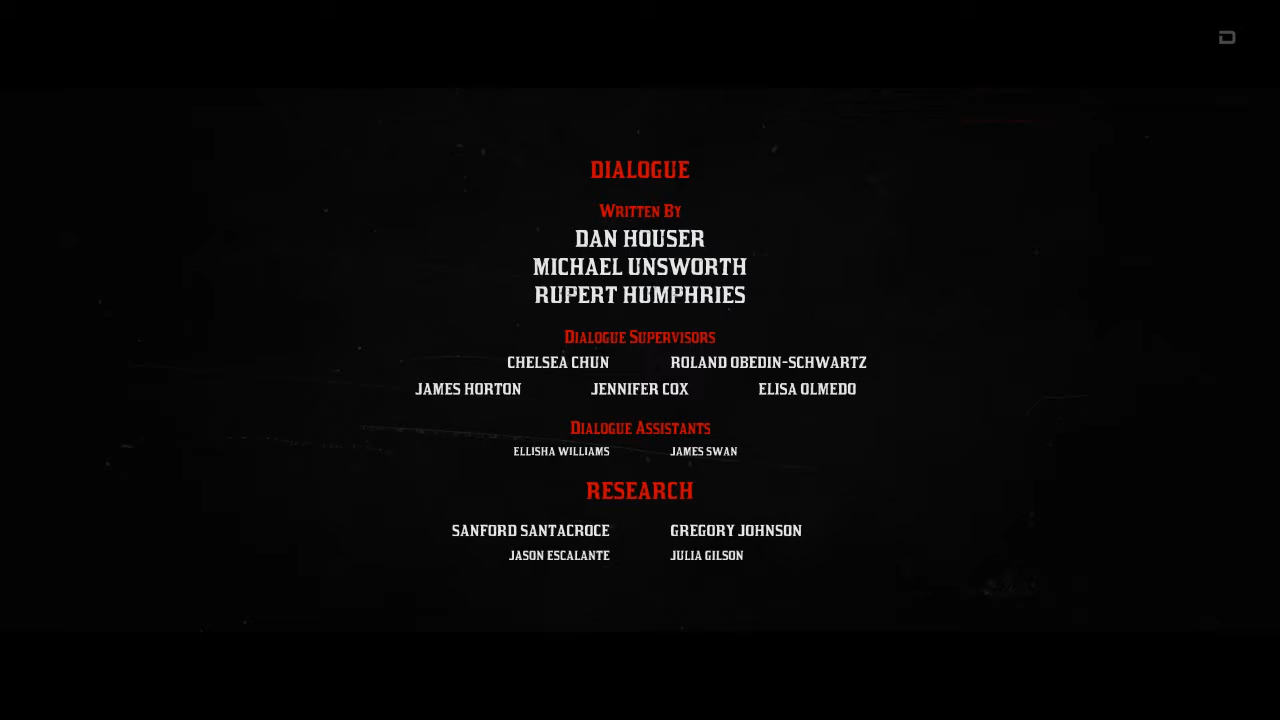 DIALOGUE
WRITTEN BY
DAN HOUSER
MICHAEL UNSWORTH
RUPERT HUMPHRIES
DIALOGUE SUPERVISORS
CHELSEA CHUN ROLAND OBEDIN-SCHWARTZ
JAMES HORTON JENNIFER COX ELISA OLMEDO
DIALOGUE ASSISTANTS
ELLISHA WILLIAMS JAMES SWAN
RESEARCH
SANFORD SANTACROCE GREGORY JOHNSON
JASON ESCALANTE JULIA GILSON